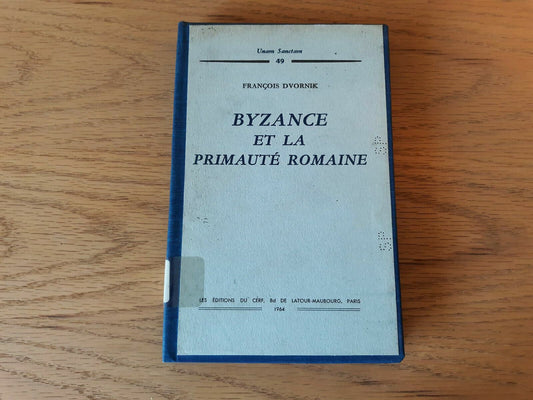 Unam Sanctam
49
FRANÇOIS DVORNIK
BYZANCE
ET LA
PRIMAUTÉ ROMAINE
LES ÉDITIONS DU CERF, Bd DE LATOUR-MAUBOURG, PARIS
1964